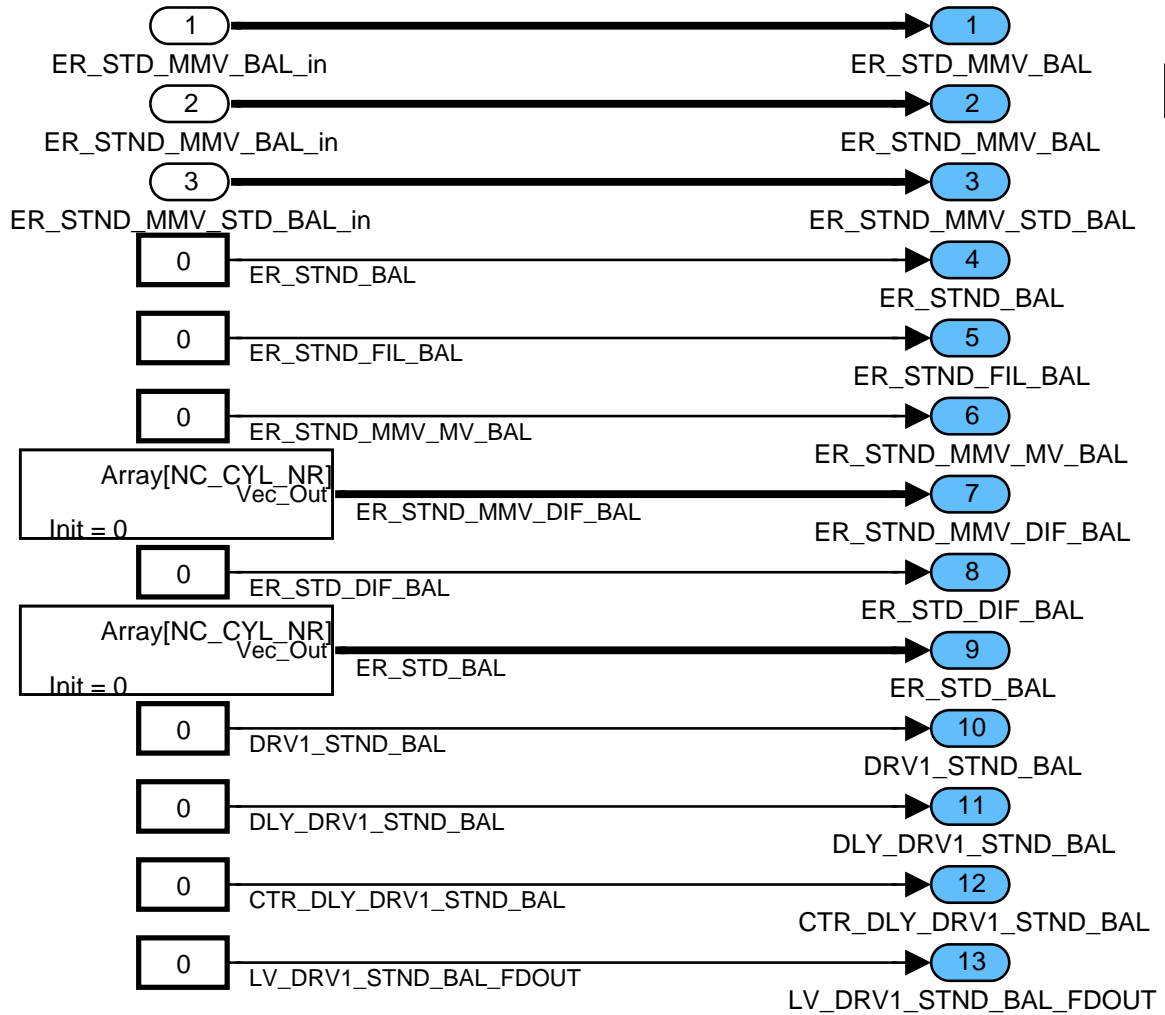 1 1
ER_STD_MMV_BAL_in ER_STD_MMV_BAL
2 2
ER_STND_MMV_BAL_in ER_STND_MMV_BAL
3 3
ER_STND_MMV_STD_BAL_in ER_STND_MMV_STD_BAL
0 ER_STND_BAL 4
ER_STND_BAL
0 ER_STND_FIL_BAL 5
ER_STND_FIL_BAL
0 ER_STND_MMV_MV_BAL 6
ER_STND_MMV_MV_BAL
Array[NC_CYL_NR]
Vec_Out 7
ER_STND_MMV_DIF_BAL
Init = 0 ER_STND_MMV_DIF_BAL
0 ER_STD_DIF_BAL 8
ER_STD_DIF_BAL
Array[NC_CYL_NR]
Vec_Out 9
ER_STD_BAL
Init = 0 ER_STD_BAL
0 DRV1_STND_BAL 10
DRV1_STND_BAL
0 DLY_DRV1_STND_BAL 11
DLY_DRV1_STND_BAL
0 CTR_DLY_DRV1_STND_BAL 12
CTR_DLY_DRV1_STND_BAL
0 LV_DRV1_STND_BAL_FDOUT 13
LV_DRV1_STND_BAL_FDOUT